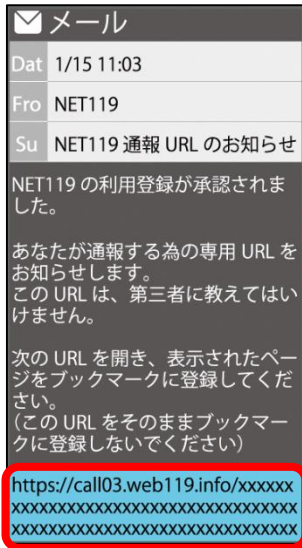 メール
Dat 1/15 11:03
Fro NET119
Su NET119 通報 URL のお知らせ
NET119 の利用登録が承認されま
した。
あなたが通報する為の専用 URL を
お知らせします。
この URL は、第三者に教えてはい
けません。
次の URL を開き、表示されたペー
ジをブックマークに登録してくだ
さい。
（この URL をそのままブックマー
クに登録しないでください）
https://call03.web119.info/xxxxxx
xxxxxxxxxxxxxxxxxxxxxxxxxxxxx
xxxxxxxxxxxxxxxxxxxxxxxxxxxxx